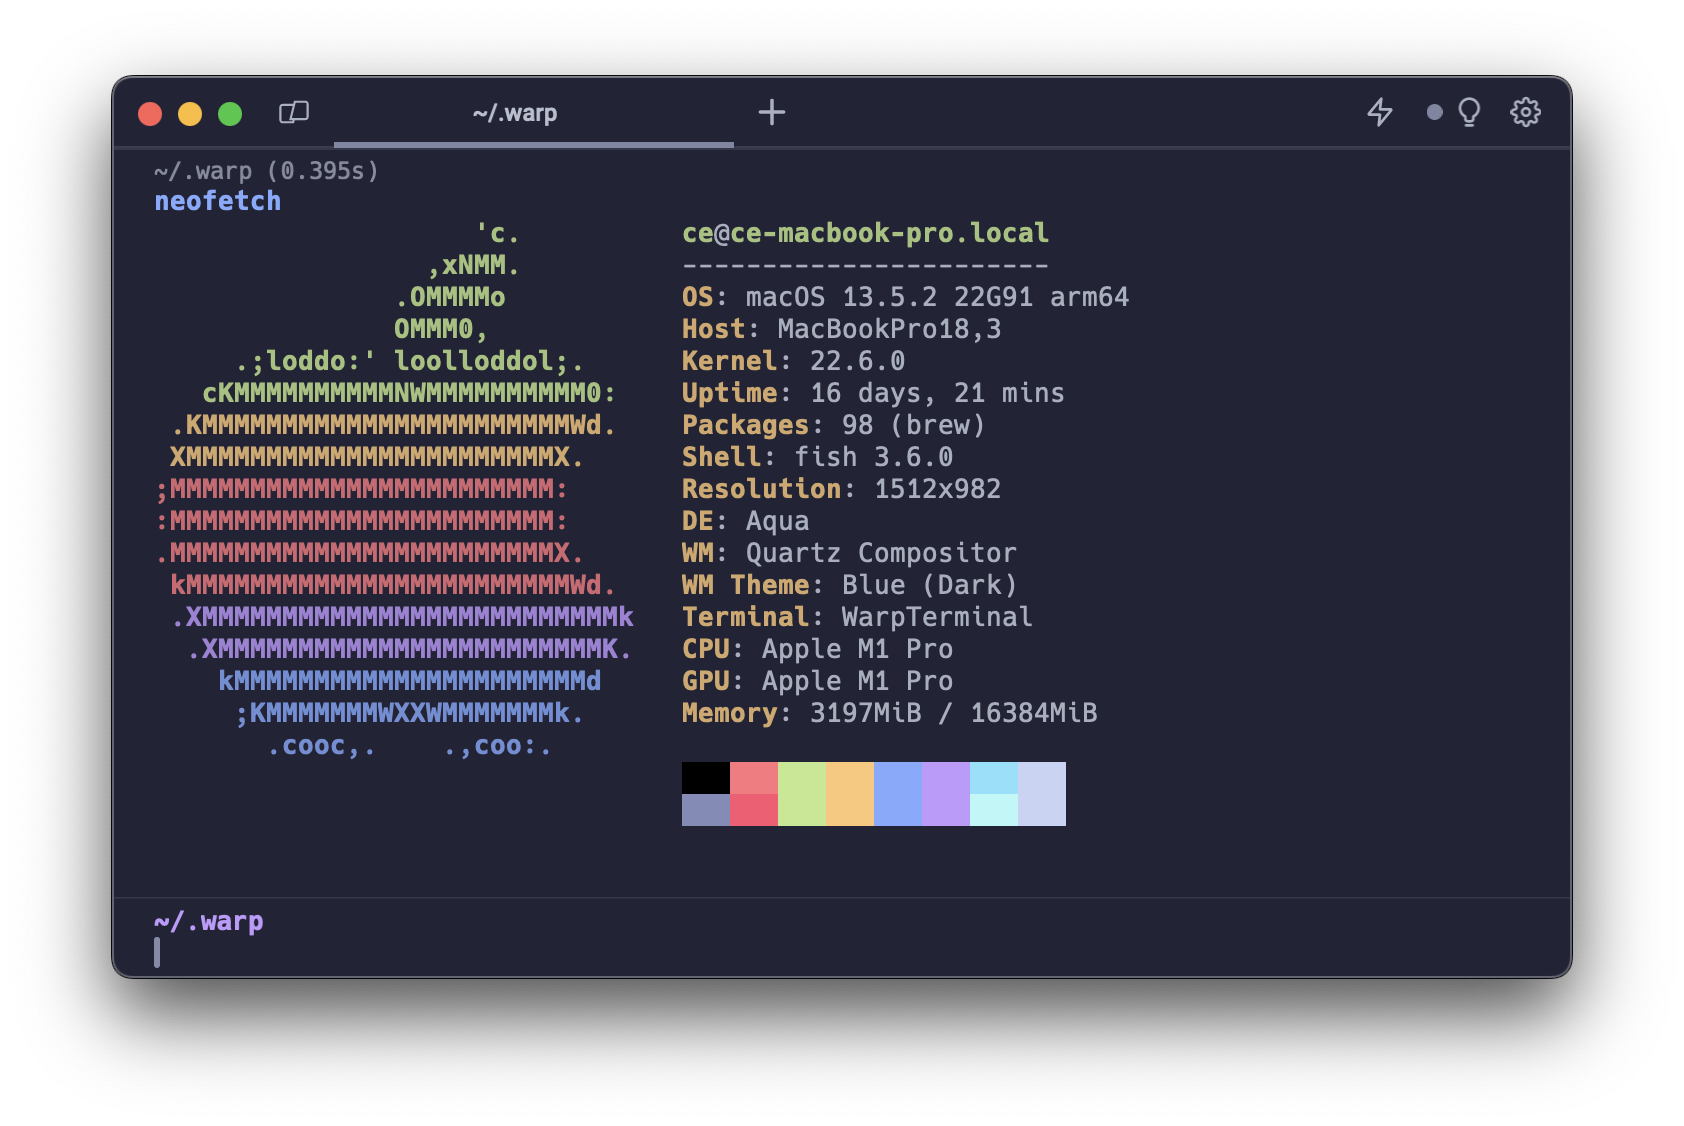 ~/.warp
~/.warp (0.395s)
neofetch
                    'c.          ce@ce-macbook-pro.local
                 ,xNMM.          -----------------------
               .OMMMMo           OS: macOS 13.5.2 22G91 arm64
               OMMM0,            Host: MacBookPro18,3
     .;loddo:' loolloddol;.      Kernel: 22.6.0
   cKMMMMMMMMMMNWMMMMMMMMMM0:    Uptime: 16 days, 21 mins
 .KMMMMMMMMMMMMMMMMMMMMMMMWd.    Packages: 98 (brew)
 XMMMMMMMMMMMMMMMMMMMMMMMX.      Shell: fish 3.6.0
;MMMMMMMMMMMMMMMMMMMMMMMM:       Resolution: 1512x982
:MMMMMMMMMMMMMMMMMMMMMMMM:       DE: Aqua
.MMMMMMMMMMMMMMMMMMMMMMMMX.      WM: Quartz Compositor
 kMMMMMMMMMMMMMMMMMMMMMMMMWd.    WM Theme: Blue (Dark)
 .XMMMMMMMMMMMMMMMMMMMMMMMMMMk   Terminal: WarpTerminal
  .XMMMMMMMMMMMMMMMMMMMMMMMMK.   CPU: Apple M1 Pro
    kMMMMMMMMMMMMMMMMMMMMMMd     GPU: Apple M1 Pro
     ;KMMMMMMMWXXWMMMMMMMk.      Memory: 3197MiB / 16384MiB
       .cooc,.    .,coo:.
~/.warp